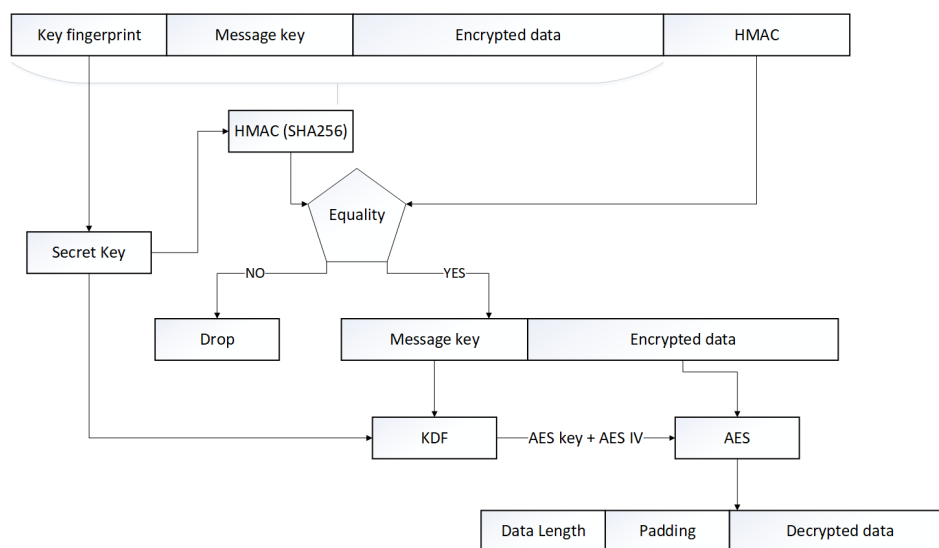 Key fingerprint
Message key
Encrypted data
HMAC
HMAC (SHA256)
Equality
Secret Key
NO
YES
Drop
Message key
Encrypted data
KDF
AES key + AES IV
AES
Data Length
Padding
Decrypted data